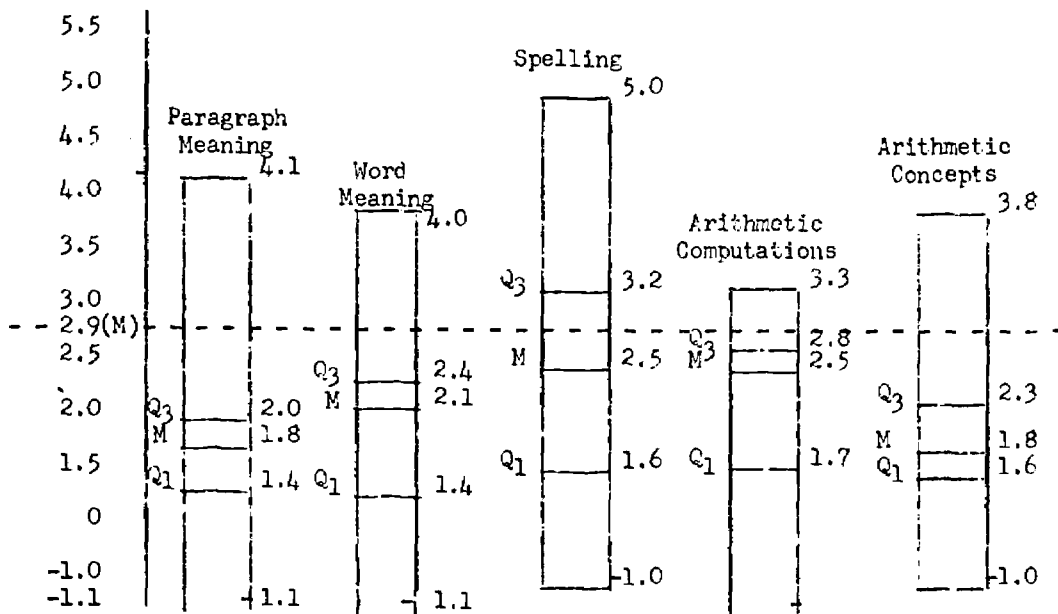 5.5
Spelling
5.0
5.0
Paragraph
Meaning
4.5
4.1
Arithmetic
Concepts
4.0
Word
Meaning
4.0
3.8
3.5
Arithmetic
Computations
3.0
Q3 3.2
3.3
2.9(M)
2.5
Q3 2.4
M 2.5
Q3 2.8
M 2.5
2.0
Q3 2.0
M 2.1
Q3 2.3
M 1.8
M 1.8
1.5
Q1 1.4
Q1 1.4
Q1 1.6
Q1 1.7
Q1 1.6
0
-1.0
-1.0
-1.0
-1.1
-1.1
-1.1